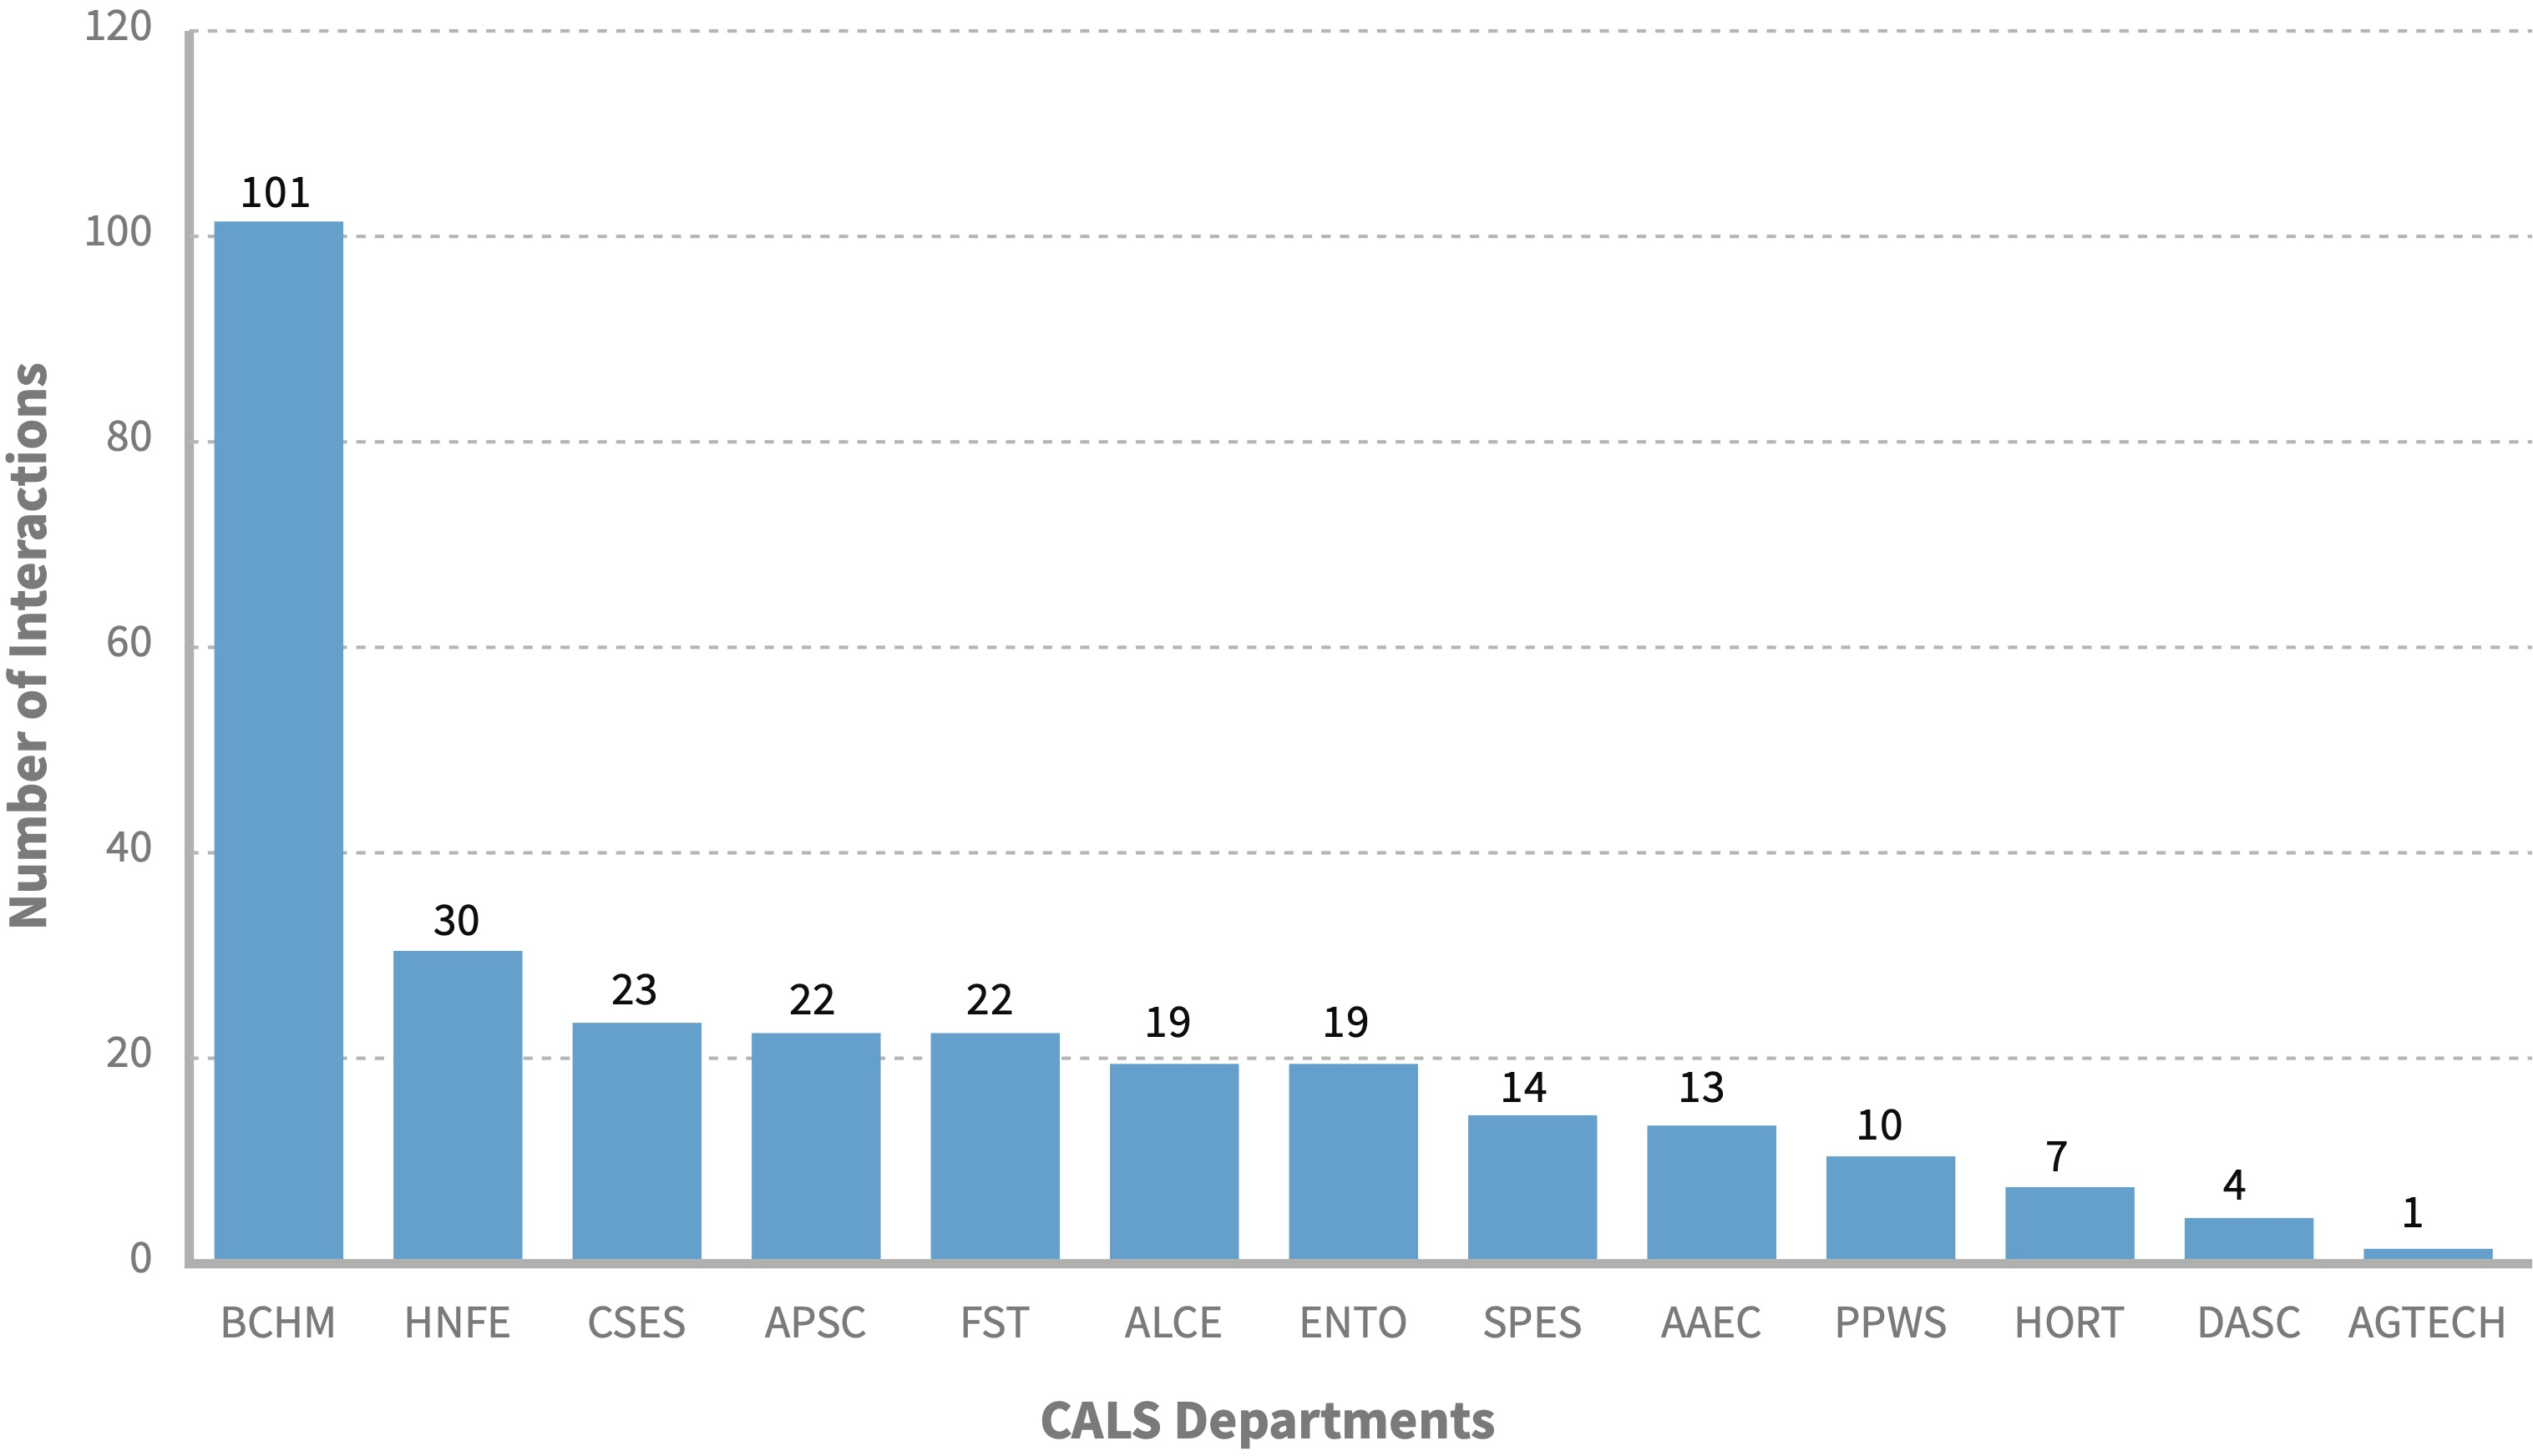 120
100
80
60
40
20
0
Number of Interactions
101
30
23
22
22
19
19
14
13
10
7
4
1
BCHM
HNFE
CSES
APSC
FST
ALCE
ENTO
SPES
AAEC
PPWS
HORT
DASC
AGTECH
CALS Departments